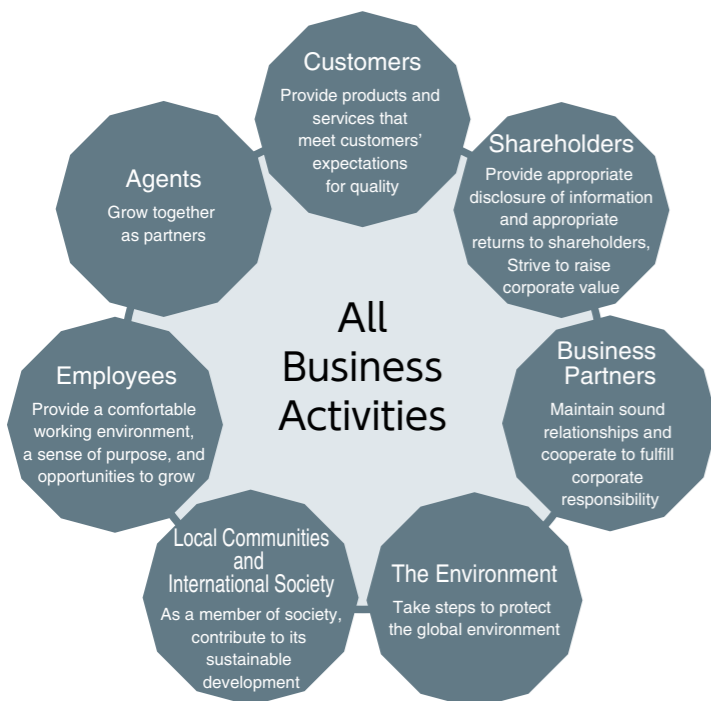 Customers
Provide products and
services that
meet customers’
expectations
for quality
Shareholders
Provide appropriate
disclosure of information
and appropriate
returns to shareholders,
Strive to raise
corporate value
Business
Partners
Maintain sound
relationships and
cooperate to fulfill
corporate
responsibility
The Environment
Take steps to protect
the global environment
Local Communities
and
International Society
As a member of society,
contribute to its
sustainable
development
Employees
Provide a comfortable
working environment,
a sense of purpose, and
opportunities to grow
Agents
Grow together
as partners
All
Business
Activities